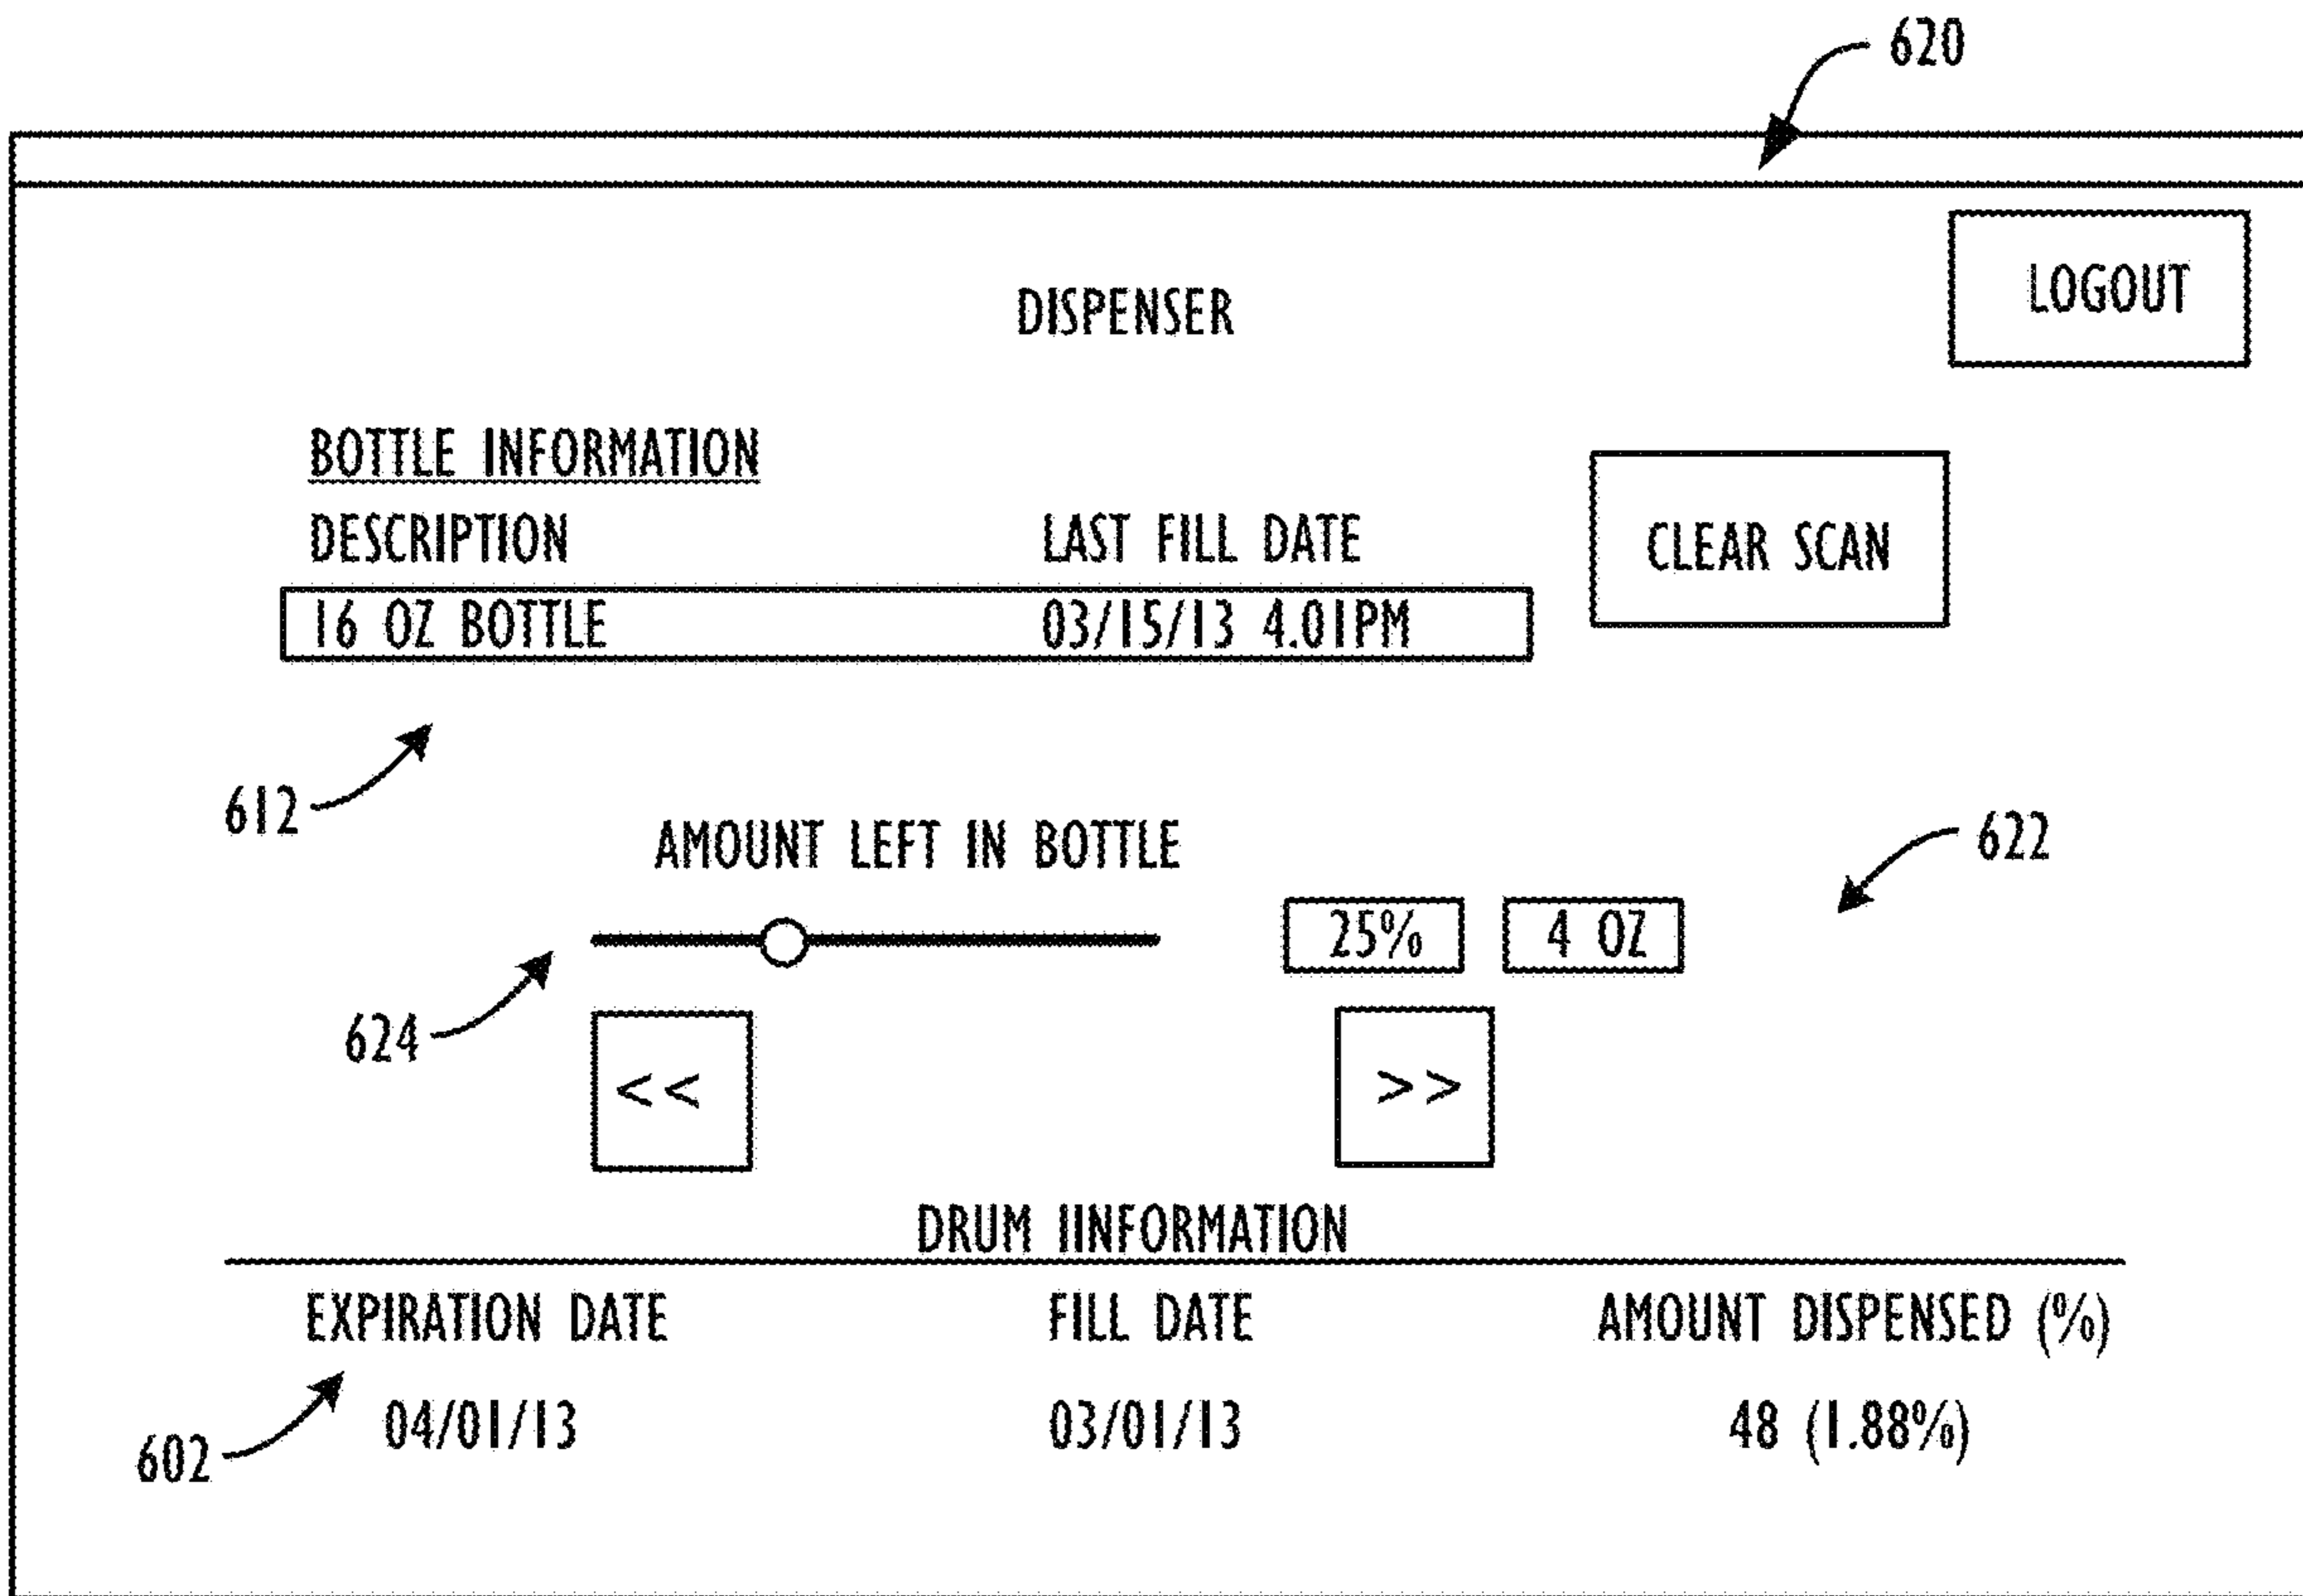 620
LOGOUT
DISPENSER
BOTTLE INFORMATION
DESCRIPTION LAST FILL DATE
CLEAR SCAN
16 OZ BOTTLE 03/15/13 4.01PM
612
AMOUNT LEFT IN BOTTLE
622
25% 4 OZ
624
<< >>
DRUM IINFORMATION
EXPIRATION DATE FILL DATE AMOUNT DISPENSED (%)
04/01/13 03/01/13 48 (1.88%)
602